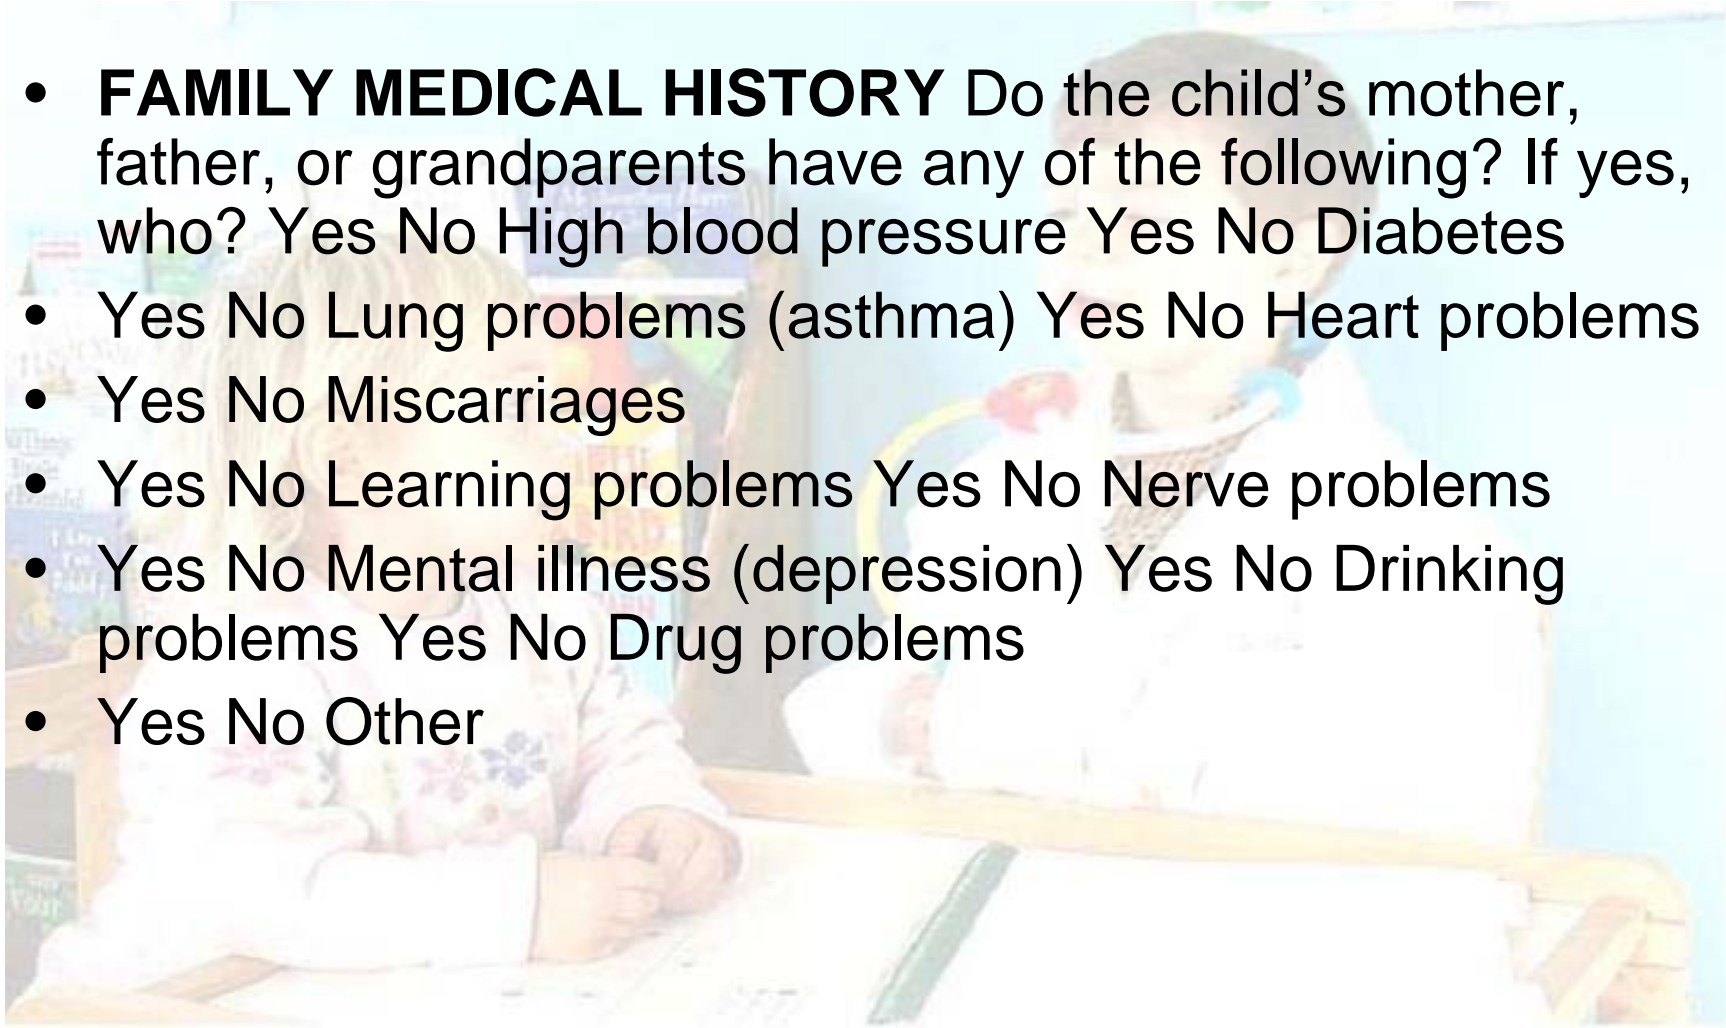 • FAMILY MEDICAL HISTORY Do the child’s mother,
father, or grandparents have any of the following? If yes,
who? Yes No High blood pressure Yes No Diabetes
• Yes No Lung problems (asthma) Yes No Heart problems
• Yes No Miscarriages
• Yes No Learning problems Yes No Nerve problems
• Yes No Mental illness (depression) Yes No Drinking
problems Yes No Drug problems
• Yes No Other